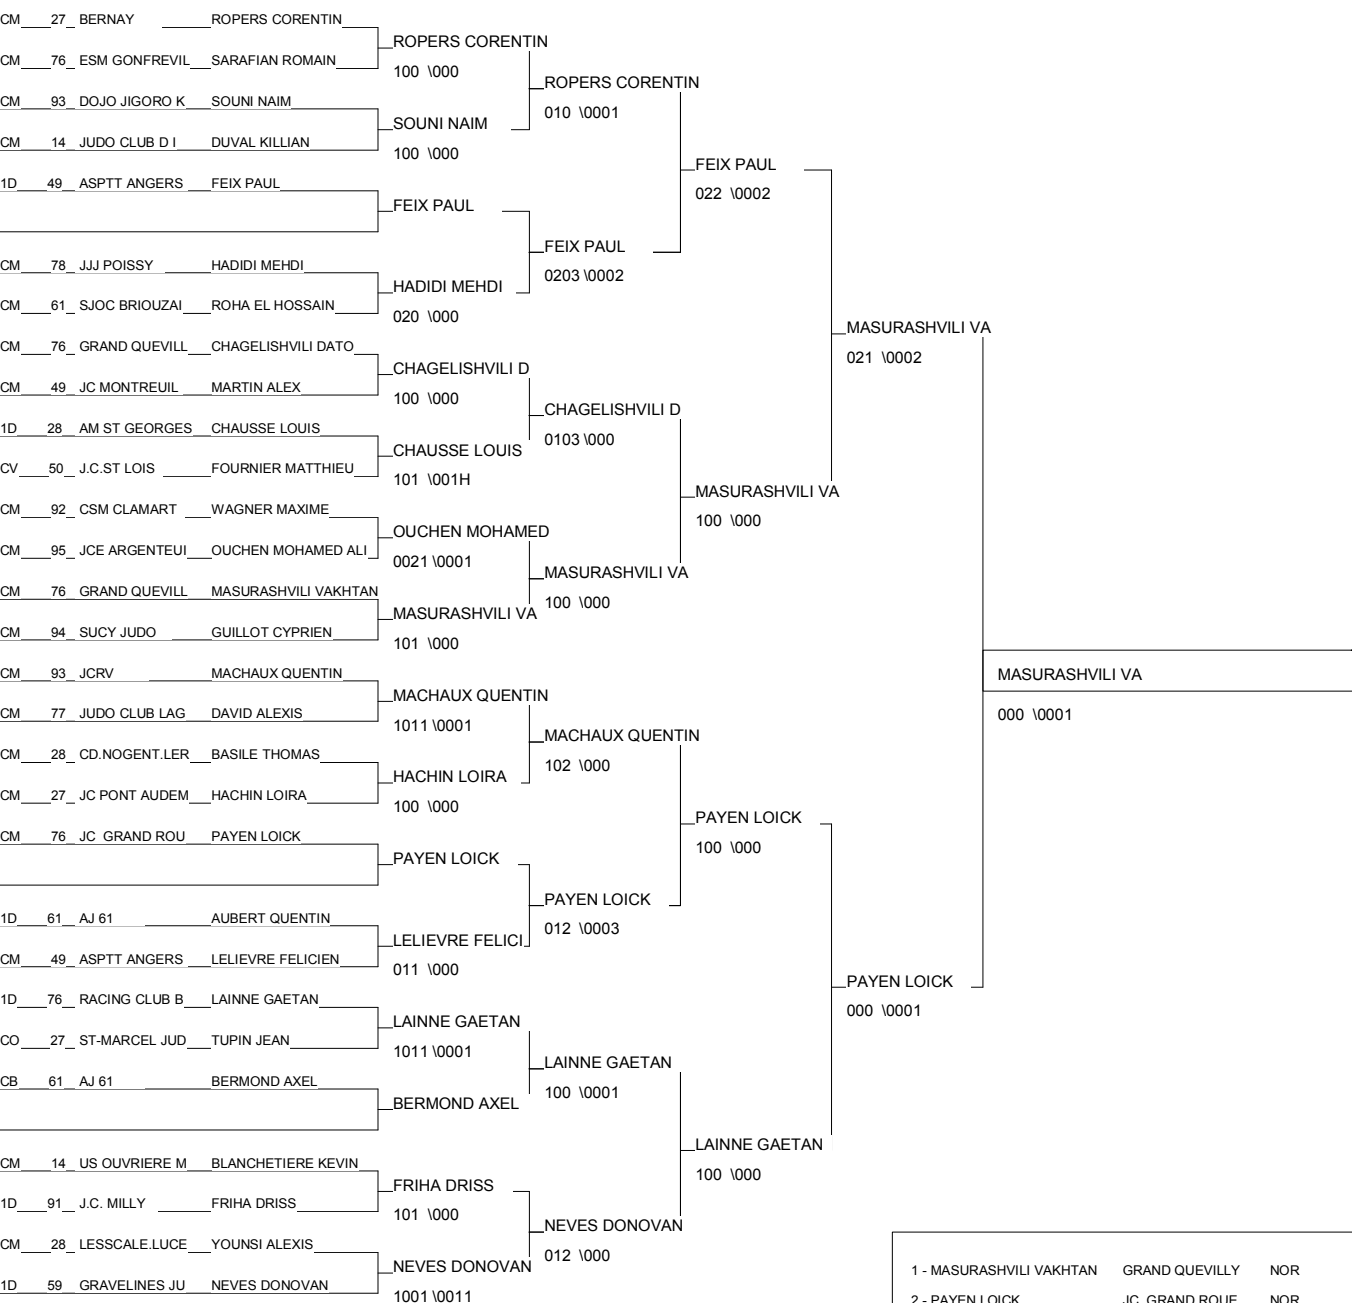 CM 27 BERNAY ROPERS CORENTIN
ROPERS CORENTIN
CM 76 ESM GONFREVIL SARAFIAN ROMAIN
100 \000
ROPERS CORENTIN
CM 93 DOJO JIGORO K SOUNI NAIM
010 \0001
SOUNI NAIM
CM 14 JUDO CLUB D I DUVAL KILLIAN
100 \000
FEIX PAUL
1D 49 ASPTT ANGERS FEIX PAUL
022 \0002
FEIX PAUL
FEIX PAUL
CM 78 JJJ POISSY HADIDI MEHDI
0203 \0002
HADIDI MEHDI
CM 61 SJOC BRIOUZAI ROHA EL HOSSAIN
020 \000
MASURASHVILI VA
CM 76 GRAND QUEVILL CHAGELISHVILI DATO
021 \0002
CHAGELISHVILI D
CM 49 JC MONTREUIL MARTIN ALEX
100 \000
CHAGELISHVILI D
1D 28 AM ST GEORGES CHAUSSE LOUIS
0103 \000
CHAUSSE LOUIS
CV 50 J.C.ST LOIS FOURNIER MATTHIEU
101 \001H
MASURASHVILI VA
CM 92 CSM CLAMART WAGNER MAXIME
100 \000
OUCHEN MOHAMED
CM 95 JCE ARGENTEUI OUCHEN MOHAMED ALI
0021 \0001
MASURASHVILI VA
CM 76 GRAND QUEVILL MASURASHVILI VAKHTAN
100 \000
MASURASHVILI VA
CM 94 SUCY JUDO GUILLOT CYPRIEN
101 \000
CM 93 JCRV MACHAUX QUENTIN
MASURASHVILI VA
MACHAUX QUENTIN
CM 77 JUDO CLUB LAG DAVID ALEXIS
000 \0001
1011 \0001
MACHAUX QUENTIN
CM 28 CD.NOGENT.LER BASILE THOMAS
102 \000
HACHIN LOIRA
CM 27 JC PONT AUDEM HACHIN LOIRA
100 \000
PAYEN LOICK
CM 76 JC GRAND ROU PAYEN LOICK
100 \000
PAYEN LOICK
PAYEN LOICK
1D 61 AJ 61 AUBERT QUENTIN
012 \0003
LELIEVRE FELICI
CM 49 ASPTT ANGERS LELIEVRE FELICIEN
011 \000
PAYEN LOICK
1D 76 RACING CLUB B LAINNE GAETAN
000 \0001
LAINNE GAETAN
CO 27 ST-MARCEL JUD TUPIN JEAN
1011 \0001
LAINNE GAETAN
CB 61 AJ 61 BERMOND AXEL
100 \0001
BERMOND AXEL
LAINNE GAETAN
CM 14 US OUVRIERE M BLANCHETIERE KEVIN
100 \000
FRIHA DRISS
1D 91 J.C. MILLY FRIHA DRISS
101 \000
NEVES DONOVAN
CM 28 LESSCALE.LUCE YOUNSI ALEXIS
012 \000
NEVES DONOVAN
1 - MASURASHVILI VAKHTAN GRAND QUEVILLY NOR
1D 59 GRAVELINES JU NEVES DONOVAN
1001 \0011
2 - PAYEN LOICK JC GRAND ROUE NOR